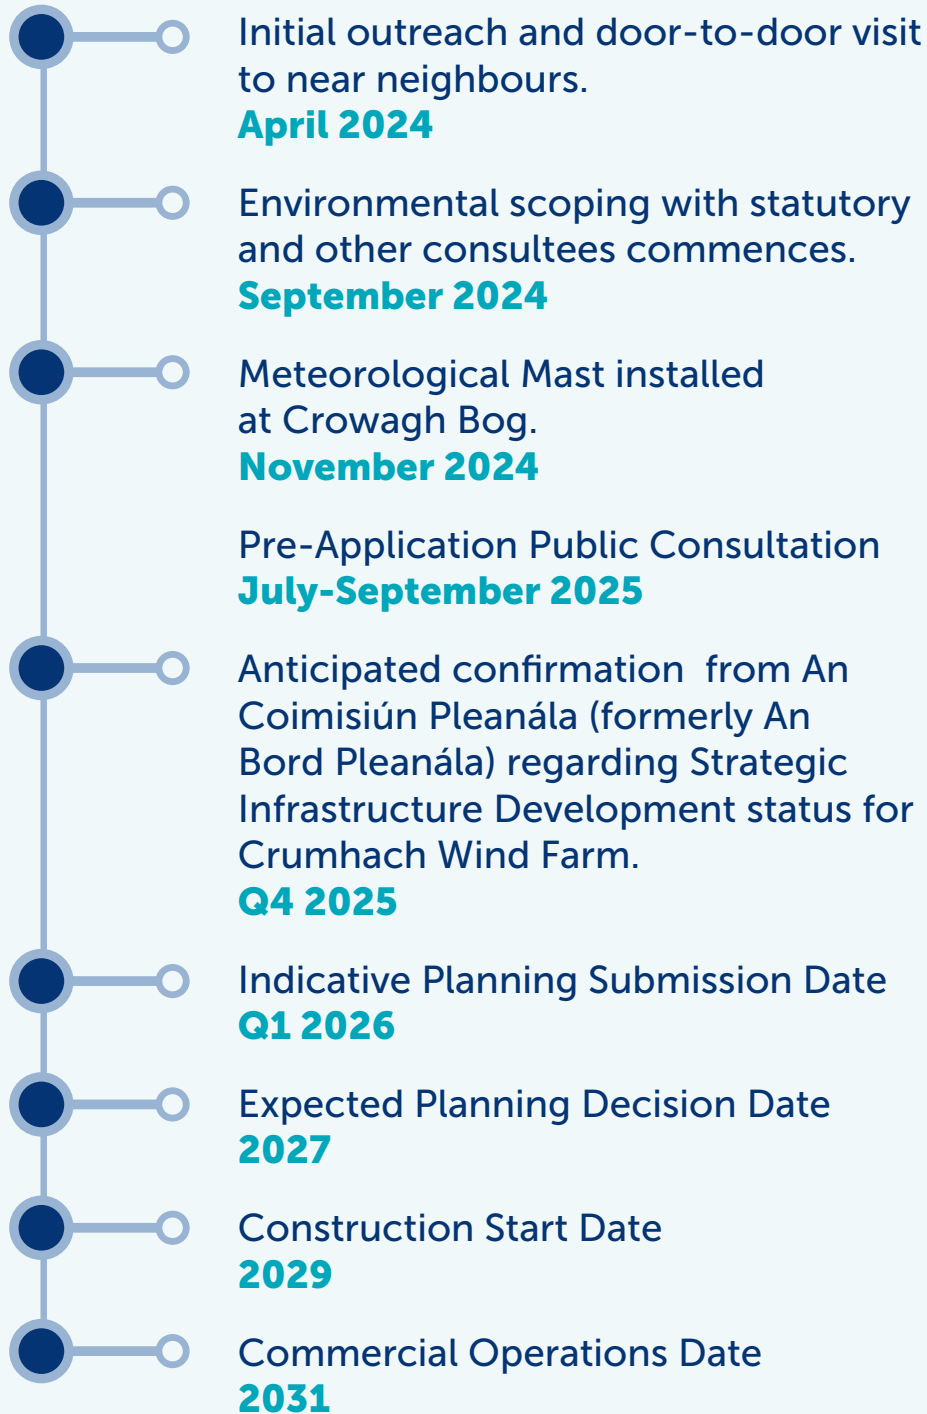 Initial outreach and door-to-door visit
to near neighbours.
April 2024
Environmental scoping with statutory
and other consultees commences.
September 2024
Meteorological Mast installed
at Crowagh Bog.
November 2024
Pre-Application Public Consultation
July-September 2025
Anticipated confirmation  from An
Coimisiún Pleanála (formerly An
Bord Pleanála) regarding Strategic
Infrastructure Development status for
Crumhach Wind Farm.
Q4 2025
Indicative Planning Submission Date
Q1 2026
Expected Planning Decision Date
2027
Construction Start Date
2029
Commercial Operations Date
2031